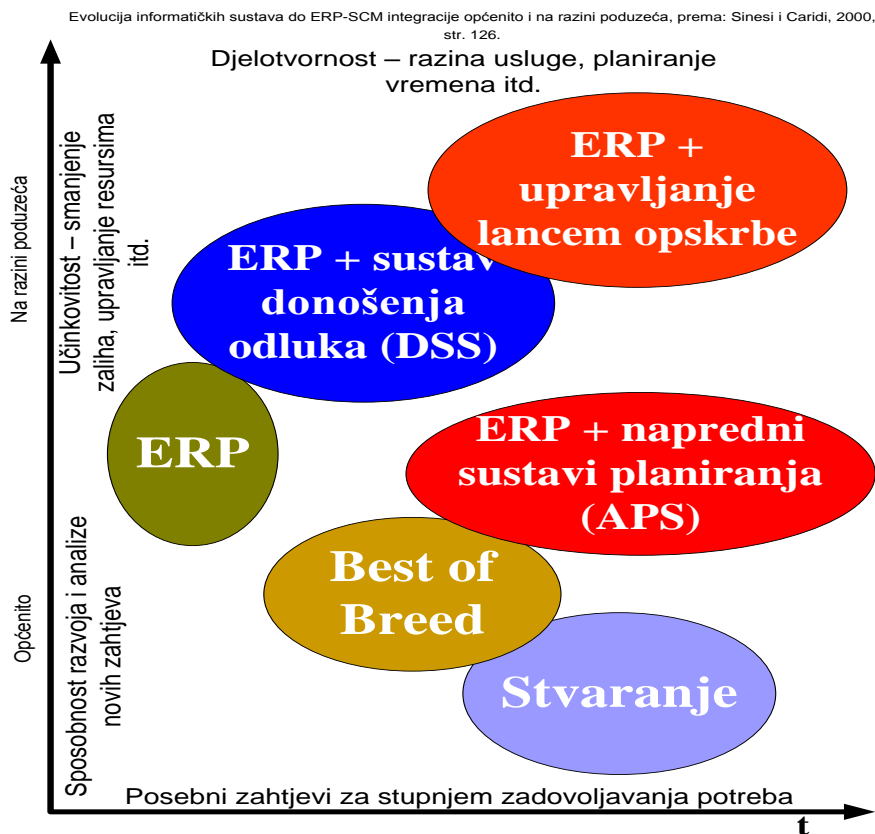 Evolucija informatičkih sustava do ERP-SCM integracije općenito i na razini poduzeća, prema: Sinesi i Caridi, 2000,
str. 126.
Djelotvornost – razina usluge, planiranje
vremena itd.
Na razini poduzeća
Učinkovitost – smanjenje
zaliha, upravljanje resursima
itd.
ERP +
upravljanje
lancem opskrbe
ERP + sustav
donošenja
odluka (DSS)
ERP
ERP + napredni
sustavi planiranja
(APS)
Best of
Breed
Stvaranje
Općenito
Sposobnost razvoja i analize
novih zahtjeva
Posebni zahtjevi za stupnjem zadovoljavanja potreba
t